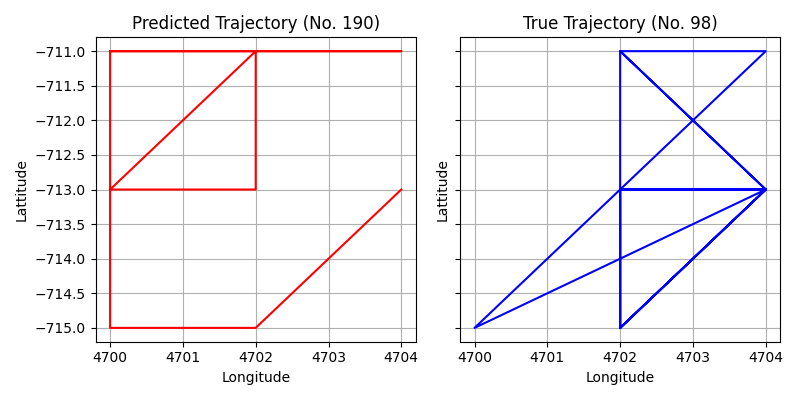 Predicted Trajectory (No. 190)
True Trajectory (No. 98)
−711.0
−711.5
−712.0
−712.5
−713.0
−713.5
−714.0
−714.5
−715.0
Lattitude
Lattitude
4700 4701 4702 4703 4704
4700 4701 4702 4703 4704
Longitude
Longitude